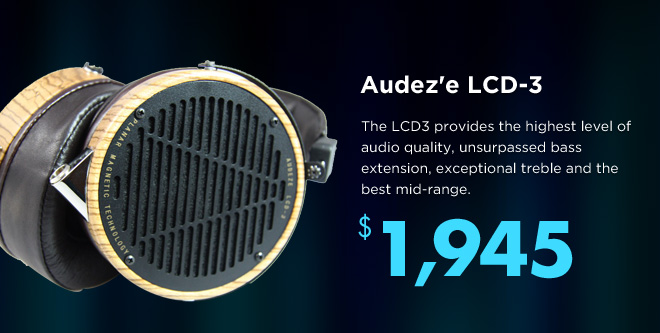 Audez'e LCD-3
The LCD3 provides the highest level of
audio quality, unsurpassed bass
extension, exceptional treble and the
best mid-range.
$1,945
PLANAR MAGNETIC TECHNOLOGY
AUDEZE LCD-3